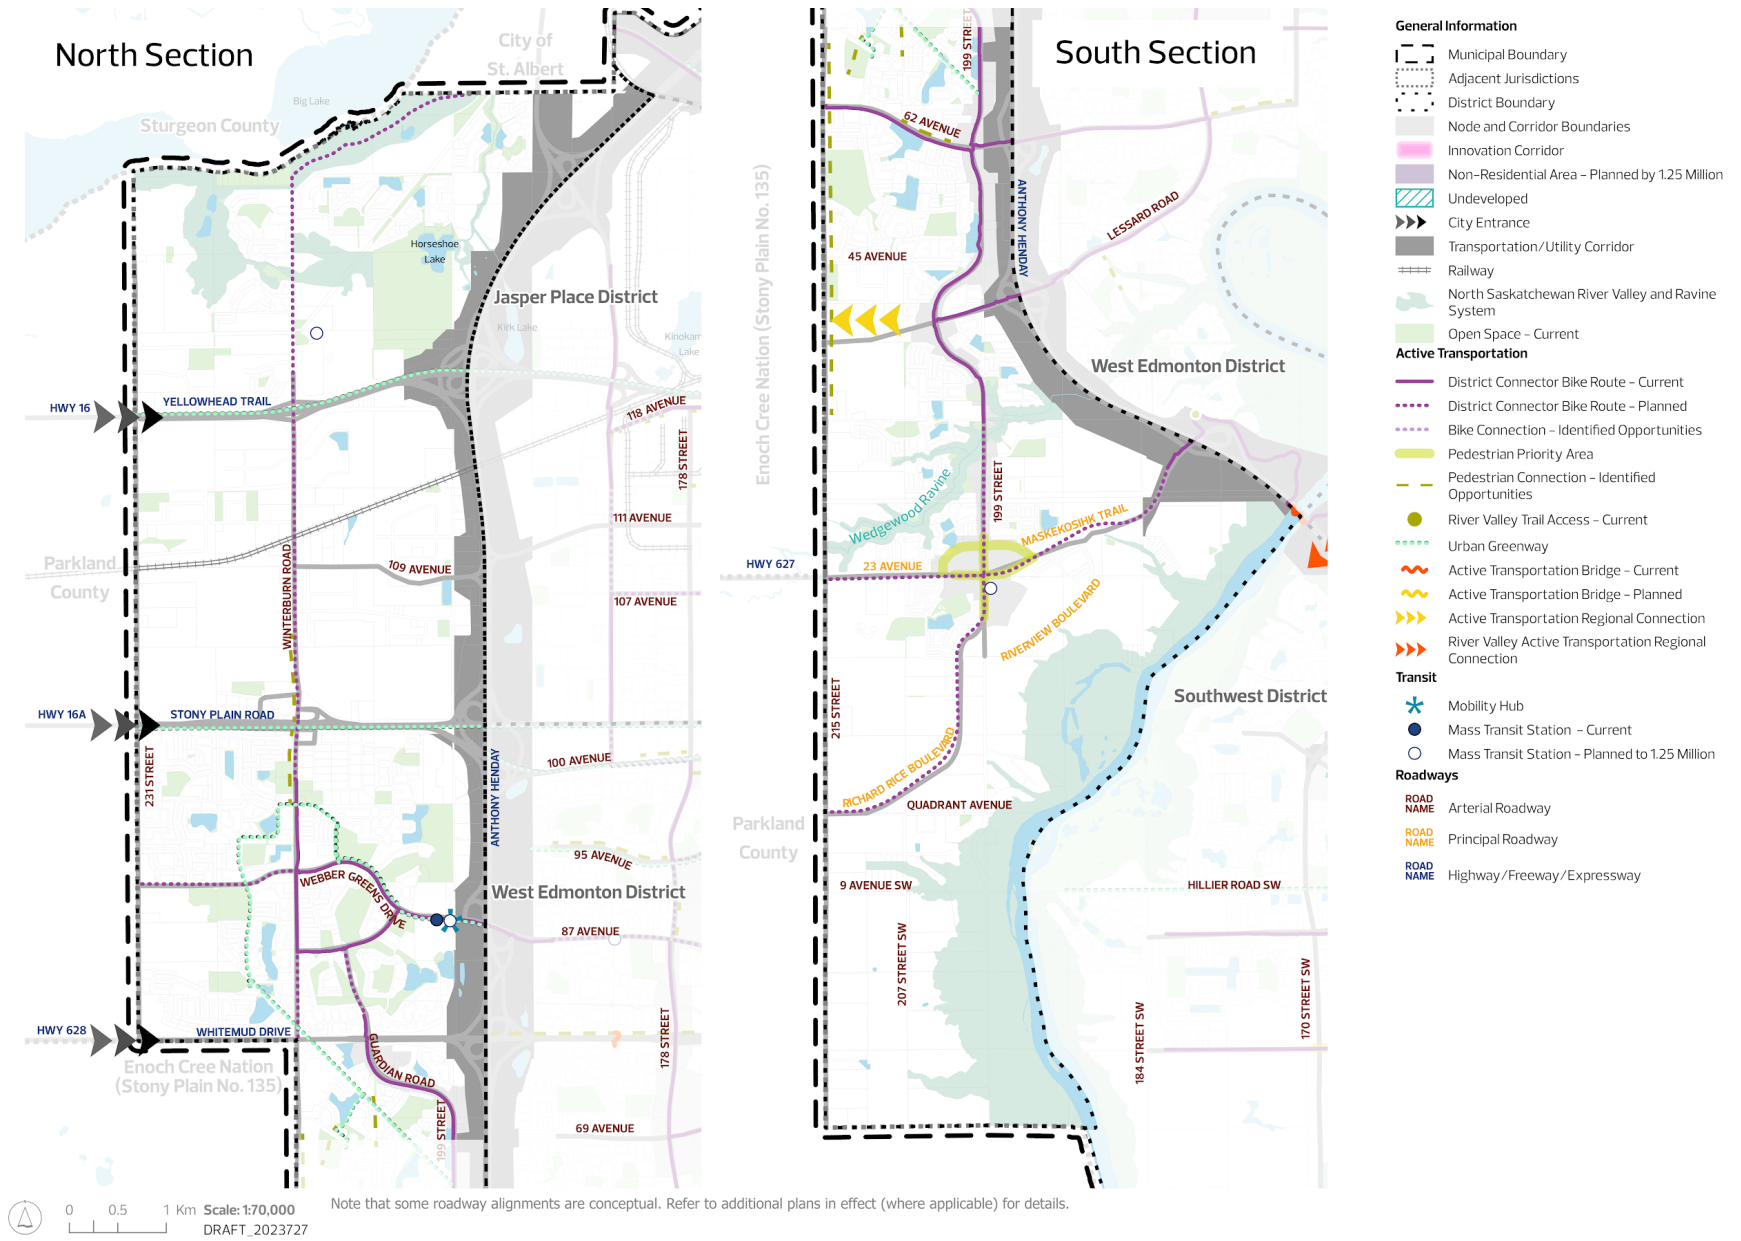 North Section
City of
St. Albert
Big Lake
Sturgeon County
Horseshoe
Lake
Jasper Place District
Kirk Lake
Kinokam
Lake
HWY 16
YELLOWHEAD TRAIL
118 AVENUE
178 STREET
111 AVENUE
Parkland
County
WINTERBURN ROAD
109 AVENUE
107 AVENUE
HWY 16A
STONY PLAIN ROAD
231 STREET
ANTHONY HENDAY
100 AVENUE
95 AVENUE
WEBBER GREENS DRIVE
West Edmonton District
87 AVENUE
HWY 628
WHITEMUD DRIVE
178 STREET
Enoch Cree Nation
(Stony Plain No. 135)
GUARDIAN ROAD
199 STREET
69 AVENUE
South Section
199 STREET
62 AVENUE
Enoch Cree Nation (Stony Plain No. 135)
ANTHONY HENDAY
LESSARD ROAD
45 AVENUE
West Edmonton District
Wedgewood Ravine
199 STREET
MASKEKOSIHK TRAIL
HWY 627
23 AVENUE
RIVERVIEW BOULEVARD
215 STREET
Southwest District
RICHARD RICE BOULEVARD
QUADRANT AVENUE
Parkland
County
9 AVENUE SW
HILLIER ROAD SW
207 STREET SW
184 STREET SW
170 STREET SW
General Information
Municipal Boundary
Adjacent Jurisdictions
District Boundary
Node and Corridor Boundaries
Innovation Corridor
Non-Residential Area - Planned by 1.25 Million
Undeveloped
City Entrance
Transportation/Utility Corridor
Railway
North Saskatchewan River Valley and Ravine
System
Open Space - Current
Active Transportation
District Connector Bike Route - Current
District Connector Bike Route - Planned
Bike Connection - Identified Opportunities
Pedestrian Priority Area
Pedestrian Connection - Identified
Opportunities
River Valley Trail Access - Current
Urban Greenway
Active Transportation Bridge - Current
Active Transportation Bridge - Planned
Active Transportation Regional Connection
River Valley Active Transportation Regional
Connection
Transit
Mobility Hub
Mass Transit Station - Current
Mass Transit Station - Planned to 1.25 Million
Roadways
ROAD
NAME
Arterial Roadway
ROAD
NAME
Principal Roadway
ROAD
NAME
Highway/Freeway/Expressway
0 0.5 1 Km
Scale: 1:70,000
DRAFT_2023727
Note that some roadway alignments are conceptual. Refer to additional plans in effect (where applicable) for details.